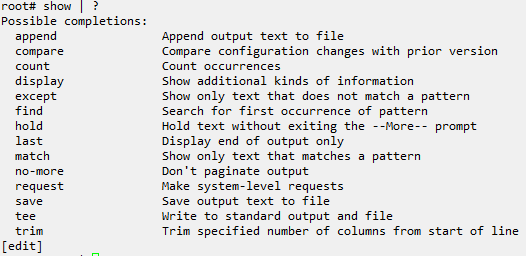 root# show | ?
Possible completions:
append Append output text to file
compare Compare configuration changes with prior version
count Count occurrences
display Show additional kinds of information
except Show only text that does not match a pattern
find Search for first occurrence of pattern
hold Hold text without exiting the --More-- prompt
last Display end of output only
match Show only text that matches a pattern
no-more Don't paginate output
request Make system-level requests
save Save output text to file
tee Write to standard output and file
trim Trim specified number of columns from start of line
[edit]